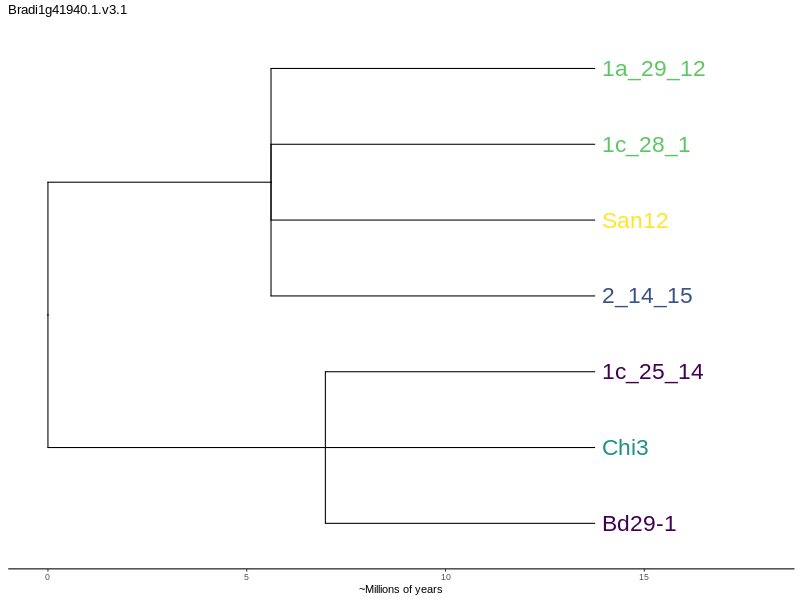 Bradi1g41940.1.v3.1
1a_29_12
1c_28_1
San12
2_14_15
1c_25_14
Chi3
Bd29-1
0 5 10 15
~Millions of years